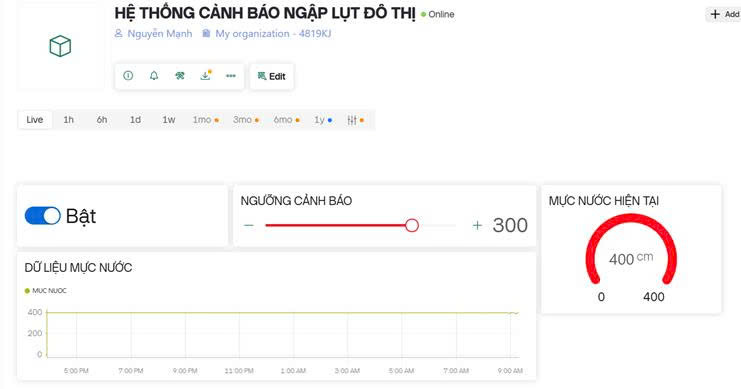 HỆ THỐNG CẢNH BÁO NGẬP LỤT ĐÔ THỊ Online
Add
Nguyễn Mạnh My organization - 4819KJ
Edit
Live 1h 6h 1d 1w 1mo 3mo 6mo 1y
Bật
NGƯỠNG CẢNH BÁO
300
MỰC NƯỚC HIỆN TẠI
400 cm
0 400
DỮ LIỆU MỰC NƯỚC
MUC NUOC
400
200
0
5:00 PM 7:00 PM 9:00 PM 11:00 PM 1:00 AM 3:00 AM 5:00 AM 7:00 AM 9:00 AM